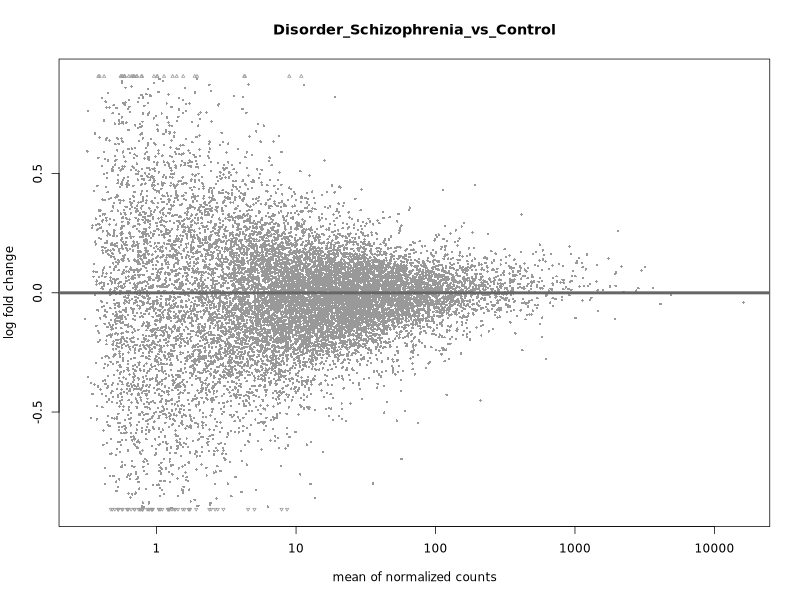 Disorder_Schizophrenia_vs_Control
log fold change
0.5
0.0
-0.5
1
10
100
1000
10000
mean of normalized counts